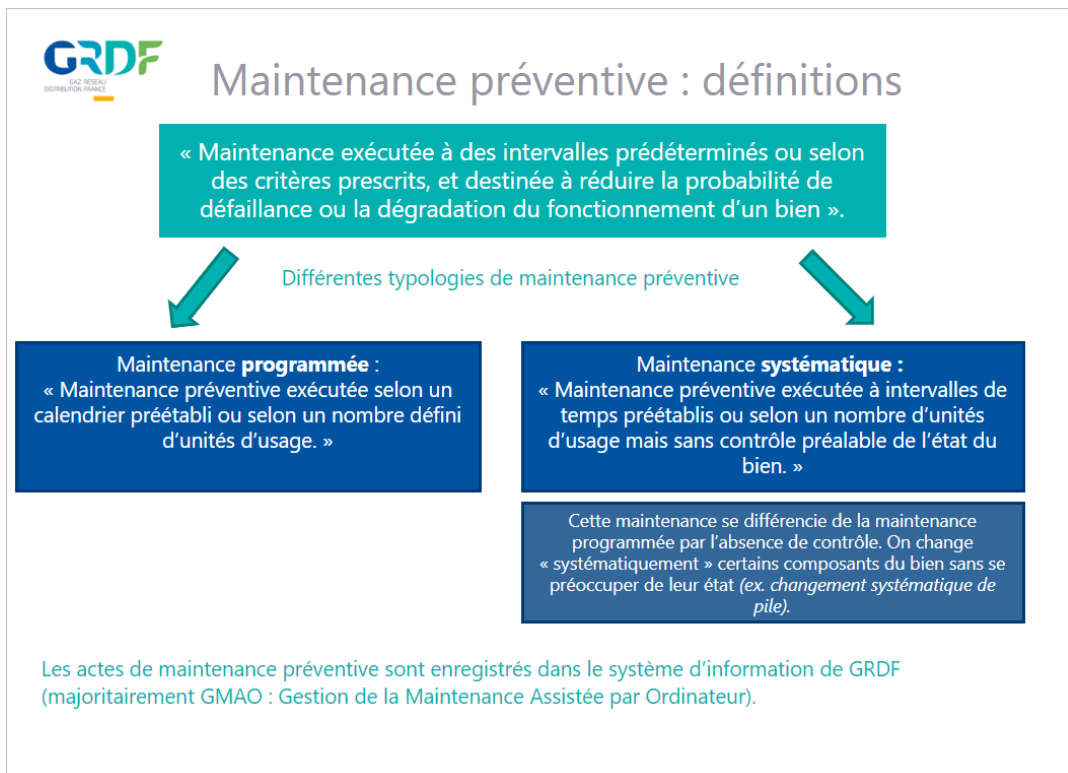 GRDF
GAZ RÉSEAU
DISTRIBUTION FRANCE
Maintenance préventive : définitions
« Maintenance exécutée à des intervalles prédéterminés ou selon
des critères prescrits, et destinée à réduire la probabilité de
défaillance ou la dégradation du fonctionnement d’un bien ».
Différentes typologies de maintenance préventive
Maintenance programmée :
« Maintenance préventive exécutée selon un
calendrier préétabli ou selon un nombre défini
d’unités d’usage. »
Maintenance systématique :
« Maintenance préventive exécutée à intervalles de
temps préétablis ou selon un nombre d’unités
d’usage mais sans contrôle préalable de l’état du
bien. »
Cette maintenance se différencie de la maintenance
programmée par l’absence de contrôle. On change
« systématiquement » certains composants du bien sans se
préoccuper de leur état (ex. changement systématique de
pile).
Les actes de maintenance préventive sont enregistrés dans le système d’information de GRDF
(majoritairement GMAO : Gestion de la Maintenance Assistée par Ordinateur).